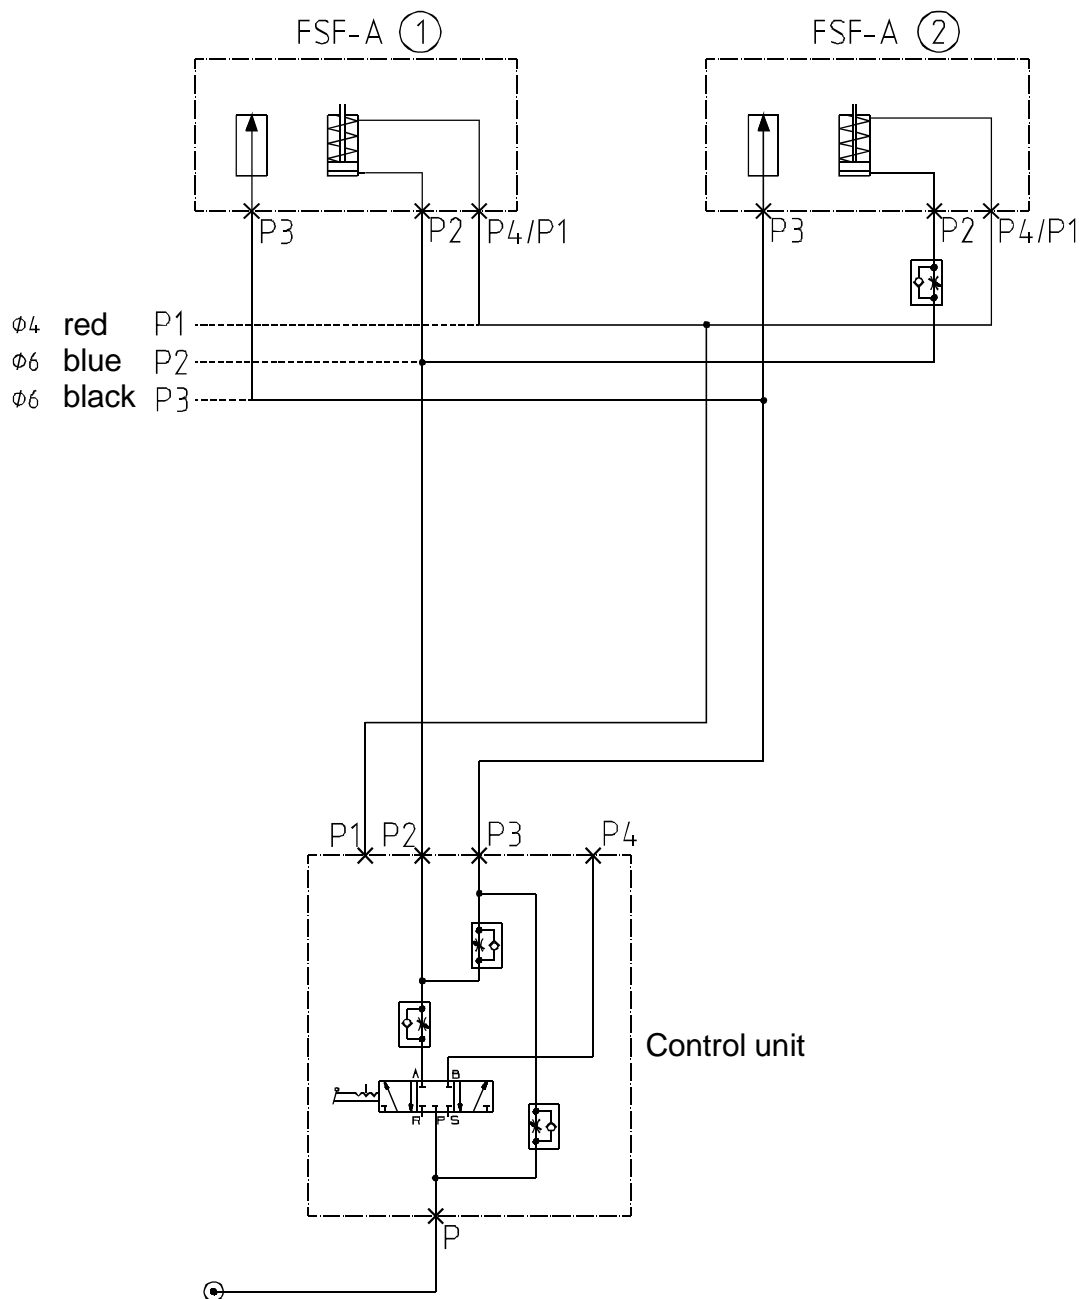 FSF-A 1
FSF-A 2
P3 P2 P4/P1
P3 P2 P4/P1
φ4 red P1
φ6 blue P2
φ6 black P3
P1 P2 P3 P4
Control unit
A B
R P S
P